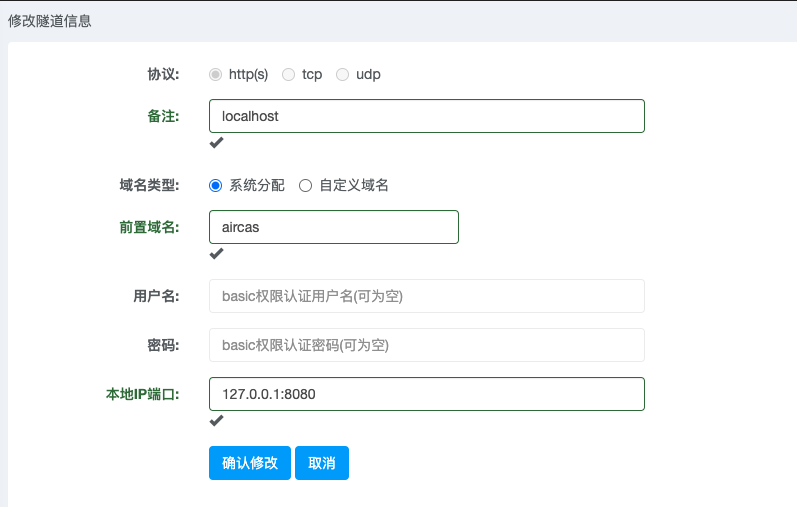 修改隧道信息
协议: http(s) tcp udp
备注: localhost
域名类型: 系统分配 自定义域名
前置域名: aircas
用户名: basic权限认证用户名(可为空)
密码: basic权限认证密码(可为空)
本地IP端口: 127.0.0.1:8080
确认修改 取消